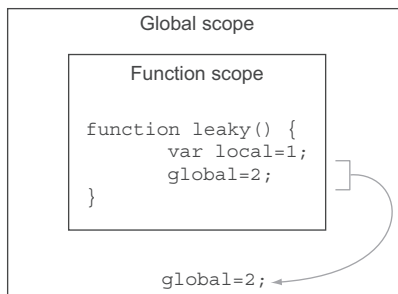 Global scope
Function scope
function leaky() {
var local=1;
global=2;
}
global=2;